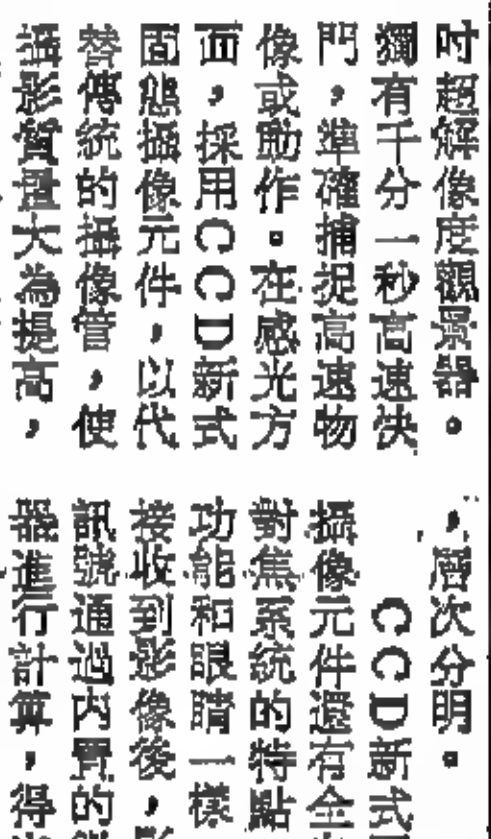 吋超解像度觀景器。
獨有千分一秒高速快
門，準確捕捉高速物
像或動作。在感光方
面，採用CCD新式
固態攝像元件，以代
替傳統的攝像管，使
攝影質量大為提高，
，層次分明。
CCD新式
攝像元件還有全
對焦系統的特點
功能和眼睛一樣
接收到影像後，影
訊號通過內置的
器進行計算，得